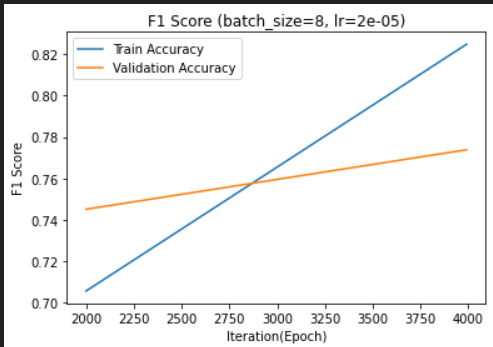 F1 Score (batch_size=8, lr=2e-05)
Train Accuracy
Validation Accuracy
0.82
0.80
0.78
0.76
0.74
0.72
0.70
F1 Score
2000 2250 2500 2750 3000 3250 3500 3750 4000
Iteration(Epoch)